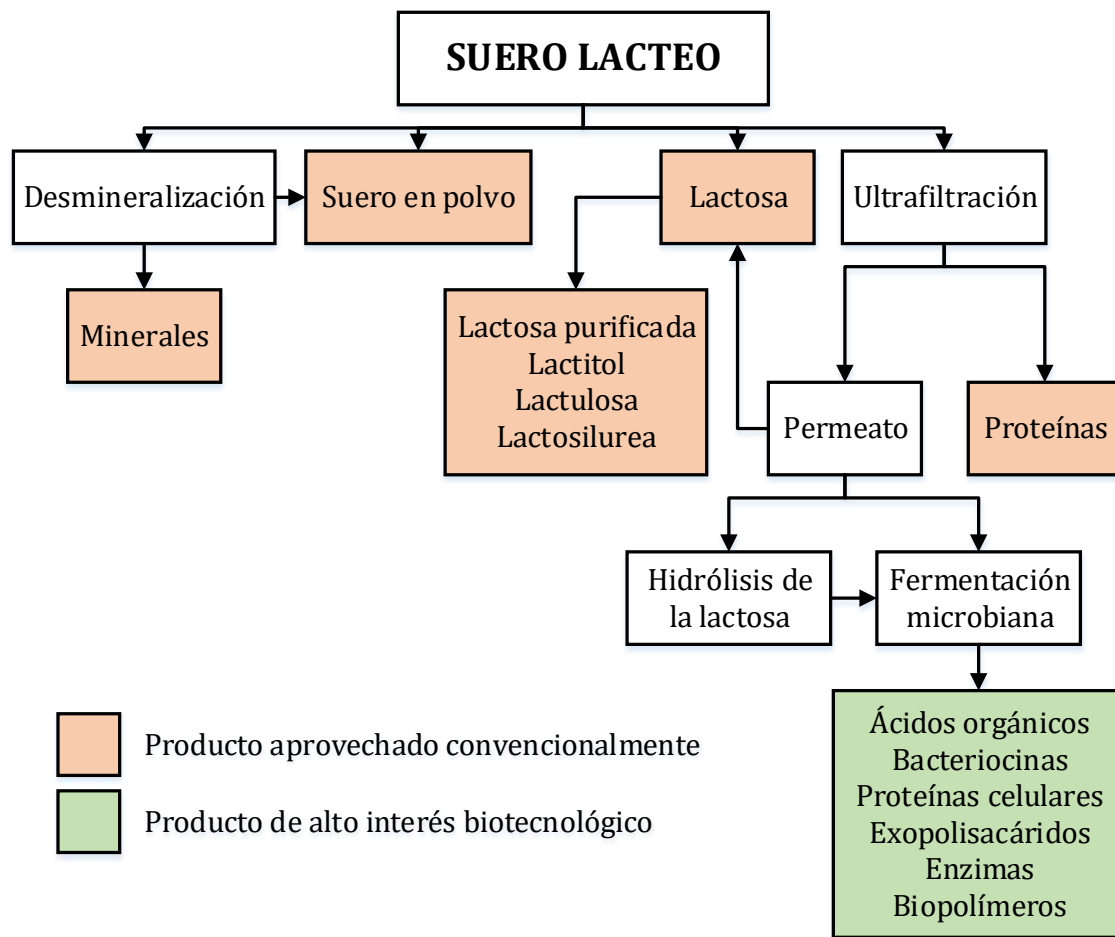 SUERO LACTEO
Desmineralización
Suero en polvo
Lactosa
Ultrafiltración
Minerales
Lactosa purificada
Lactitol
Lactulosa
Lactosilurea
Permeato
Proteínas
Hidrólisis de
la lactosa
Fermentación
microbiana
Ácidos orgánicos
Bacteriocinas
Proteínas celulares
Exopolisacáridos
Enzimas
Biopolímeros
Producto aprovechado convencionalmente
Producto de alto interés biotecnológico